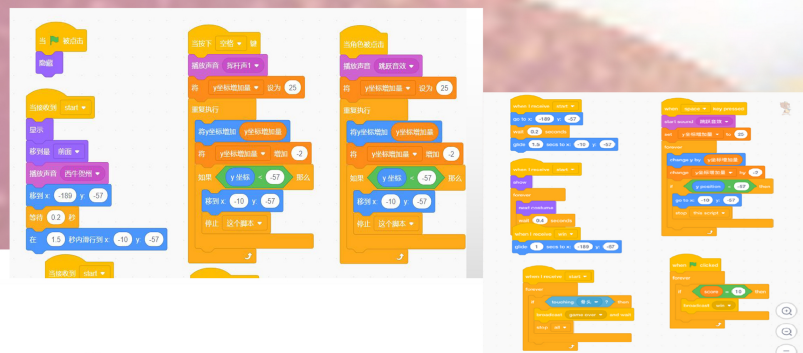 当 被点击
隐藏
当接收到 start
显示
移到最 前面
播放声音 西牛贺州
移到 x: -189 y: -57
等待 0.2 秒
在 1.5 秒内滑行到 x: -10 y: -57
当接收到 start
当按下 空格 键
播放声音 挥杆声1
将 y坐标增加量 设为 25
重复执行
将y坐标增加 y坐标增加量
将 y坐标增加量 增加 -2
如果 y 坐标 < -57 那么
移到 x: -10 y: -57
停止 这个脚本
当角色被点击
播放声音 跳跃音效
将 y坐标增加量 设为 25
重复执行
将y坐标增加 y坐标增加量
将 y坐标增加量 增加 -2
如果 y 坐标 < -57 那么
移到 x: -10 y: -57
停止 这个脚本
when I receive start
go to x: -189 y: -57
wait 0.2 seconds
glide 1.5 secs to x: -10 y: -57
when I receive start
show
forever
next costume
wait 0.4 seconds
when I receive win
glide 1 secs to x: -189 y: -57
when I receive start
forever
if touching ? then
broadcast game over and wait
stop all
when space key pressed
start sound 跳跃音效
set y坐标增加量 to 25
forever
change y by y坐标增加量
change y坐标增加量 by -2
if y position < -57 then
go to x: -10 y: -57
stop this script
when clicked
forever
if score = 10 then
broadcast win